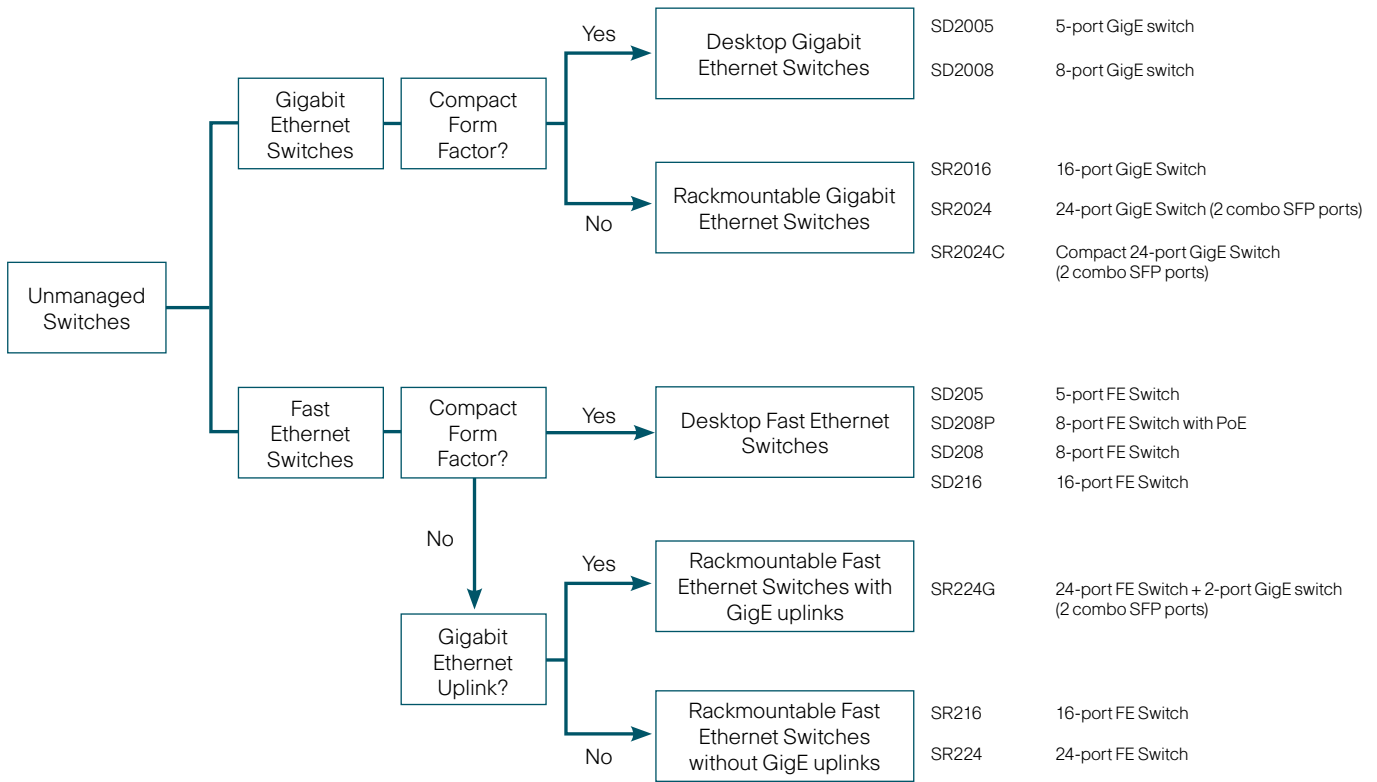 Unmanaged
Switches
Gigabit
Ethernet
Switches
Compact
Form
Factor?
Yes
Desktop Gigabit
Ethernet Switches
SD2005 5-port GigE switch
SD2008 8-port GigE switch
No
Rackmountable Gigabit
Ethernet Switches
SR2016 16-port GigE Switch
SR2024 24-port GigE Switch (2 combo SFP ports)
SR2024C Compact 24-port GigE Switch
(2 combo SFP ports)
Fast
Ethernet
Switches
Compact
Form
Factor?
Yes
Desktop Fast Ethernet
Switches
SD205 5-port FE Switch
SD208P 8-port FE Switch with PoE
SD208 8-port FE Switch
SD216 16-port FE Switch
No
Gigabit
Ethernet
Uplink?
Yes
Rackmountable Fast
Ethernet Switches with
GigE uplinks
SR224G 24-port FE Switch + 2-port GigE switch
(2 combo SFP ports)
No
Rackmountable Fast
Ethernet Switches
without GigE uplinks
SR216 16-port FE Switch
SR224 24-port FE Switch